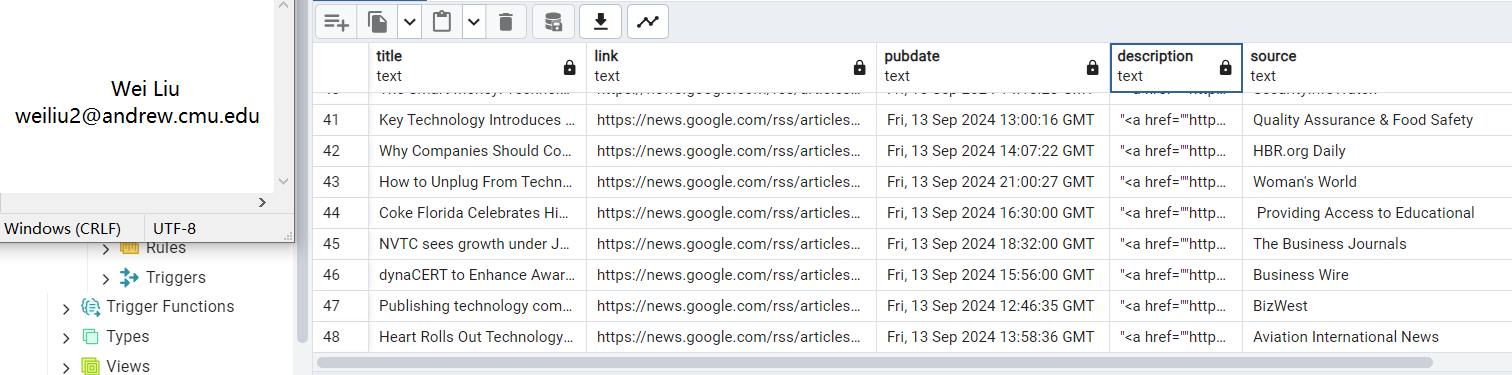 Wei Liu
weiliu2@andrew.cmu.edu
Windows (CRLF) UTF-8
Rules
Triggers
Trigger Functions
Types
Views
title link pubdate description source
text text text text text
41 Key Technology Introduces ... https://news.google.com/rss/articles... Fri, 13 Sep 2024 13:00:16 GMT "<a href=""http... Quality Assurance & Food Safety
42 Why Companies Should Co... https://news.google.com/rss/articles... Fri, 13 Sep 2024 14:07:22 GMT "<a href=""http... HBR.org Daily
43 How to Unplug From Techn... https://news.google.com/rss/articles... Fri, 13 Sep 2024 21:00:27 GMT "<a href=""http... Woman's World
44 Coke Florida Celebrates Hi... https://news.google.com/rss/articles... Fri, 13 Sep 2024 16:30:00 GMT "<a href=""http... Providing Access to Educational
45 NVTC sees growth under J... https://news.google.com/rss/articles... Fri, 13 Sep 2024 18:32:00 GMT "<a href=""http... The Business Journals
46 dynaCERT to Enhance Awar... https://news.google.com/rss/articles... Fri, 13 Sep 2024 15:56:00 GMT "<a href=""http... Business Wire
47 Publishing technology com... https://news.google.com/rss/articles... Fri, 13 Sep 2024 12:46:35 GMT "<a href=""http... BizWest
48 Heart Rolls Out Technology... https://news.google.com/rss/articles... Fri, 13 Sep 2024 13:58:36 GMT "<a href=""http... Aviation International News